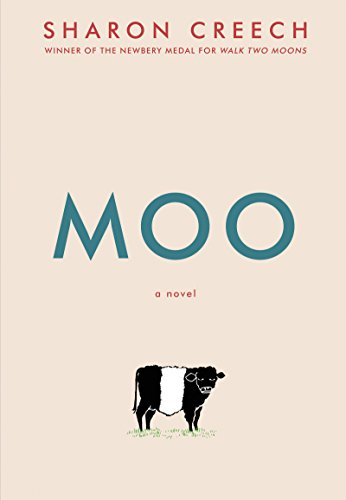 SHARON CREECH
WINNER OF THE NEWBERY MEDAL FOR WALK TWO MOONS
MOO
a novel